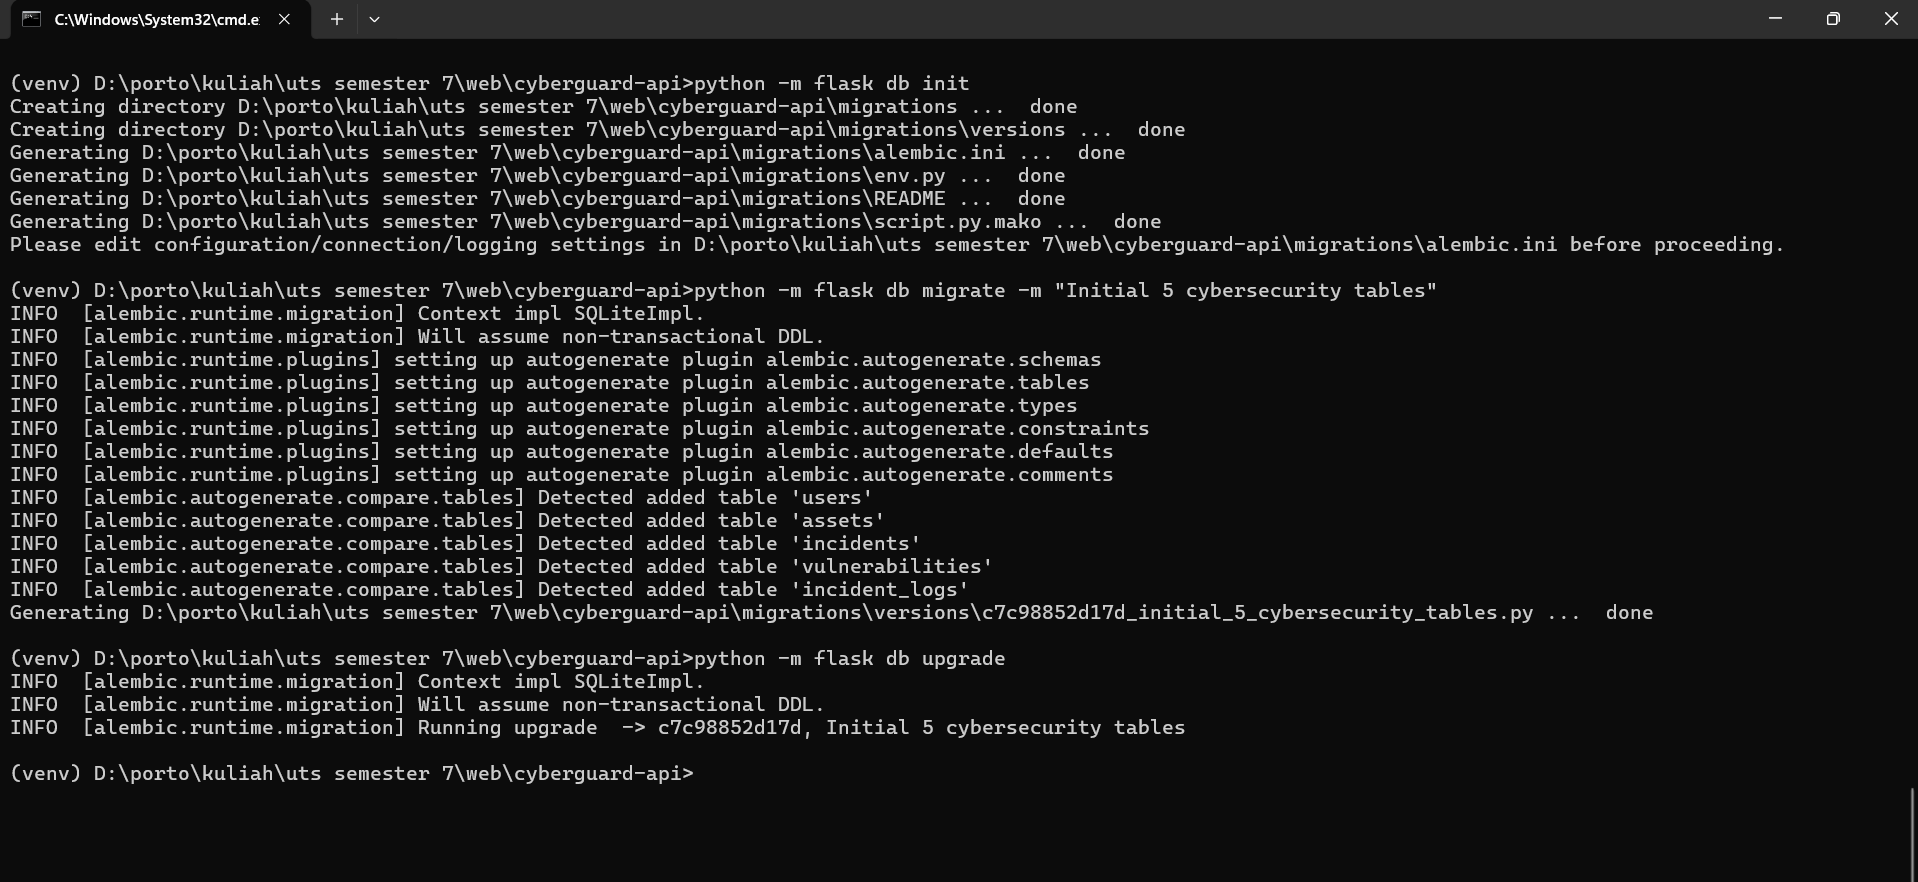 C:\Windows\System32\cmd.e
(venv) D:\porto\kuliah\uts semester 7\web\cyberguard-api>python -m flask db init
Creating directory D:\porto\kuliah\uts semester 7\web\cyberguard-api\migrations ...  done
Creating directory D:\porto\kuliah\uts semester 7\web\cyberguard-api\migrations\versions ...  done
Generating D:\porto\kuliah\uts semester 7\web\cyberguard-api\migrations\alembic.ini ...  done
Generating D:\porto\kuliah\uts semester 7\web\cyberguard-api\migrations\env.py ...  done
Generating D:\porto\kuliah\uts semester 7\web\cyberguard-api\migrations\README ...  done
Generating D:\porto\kuliah\uts semester 7\web\cyberguard-api\migrations\script.py.mako ...  done
Please edit configuration/connection/logging settings in D:\porto\kuliah\uts semester 7\web\cyberguard-api\migrations\alembic.ini before proceeding.
(venv) D:\porto\kuliah\uts semester 7\web\cyberguard-api>python -m flask db migrate -m "Initial 5 cybersecurity tables"
INFO  [alembic.runtime.migration] Context impl SQLiteImpl.
INFO  [alembic.runtime.migration] Will assume non-transactional DDL.
INFO  [alembic.runtime.plugins] setting up autogenerate plugin alembic.autogenerate.schemas
INFO  [alembic.runtime.plugins] setting up autogenerate plugin alembic.autogenerate.tables
INFO  [alembic.runtime.plugins] setting up autogenerate plugin alembic.autogenerate.types
INFO  [alembic.runtime.plugins] setting up autogenerate plugin alembic.autogenerate.constraints
INFO  [alembic.runtime.plugins] setting up autogenerate plugin alembic.autogenerate.defaults
INFO  [alembic.runtime.plugins] setting up autogenerate plugin alembic.autogenerate.comments
INFO  [alembic.autogenerate.compare.tables] Detected added table 'users'
INFO  [alembic.autogenerate.compare.tables] Detected added table 'assets'
INFO  [alembic.autogenerate.compare.tables] Detected added table 'incidents'
INFO  [alembic.autogenerate.compare.tables] Detected added table 'vulnerabilities'
INFO  [alembic.autogenerate.compare.tables] Detected added table 'incident_logs'
Generating D:\porto\kuliah\uts semester 7\web\cyberguard-api\migrations\versions\c7c98852d17d_initial_5_cybersecurity_tables.py ...  done
(venv) D:\porto\kuliah\uts semester 7\web\cyberguard-api>python -m flask db upgrade
INFO  [alembic.runtime.migration] Context impl SQLiteImpl.
INFO  [alembic.runtime.migration] Will assume non-transactional DDL.
INFO  [alembic.runtime.migration] Running upgrade  -> c7c98852d17d, Initial 5 cybersecurity tables
(venv) D:\porto\kuliah\uts semester 7\web\cyberguard-api>